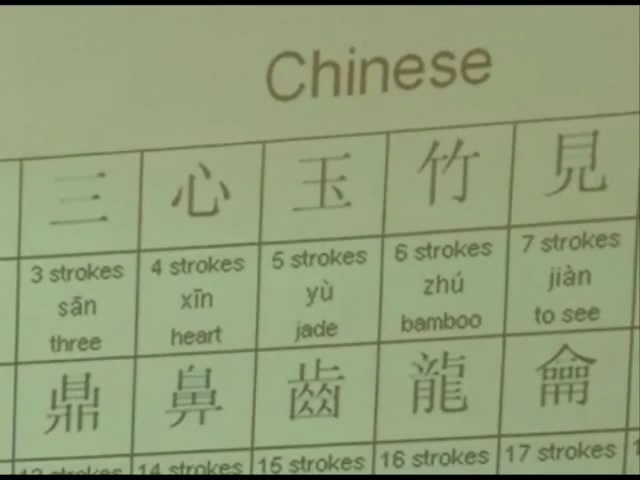 Chinese
三 心 玉 竹 見
3 strokes 4 strokes 5 strokes 6 strokes 7 strokes
sān xīn yù zhú jiàn
three heart jade bamboo to see
鼎 鼻 齒 龍 龠
13 strokes 14 strokes 15 strokes 16 strokes 17 strokes